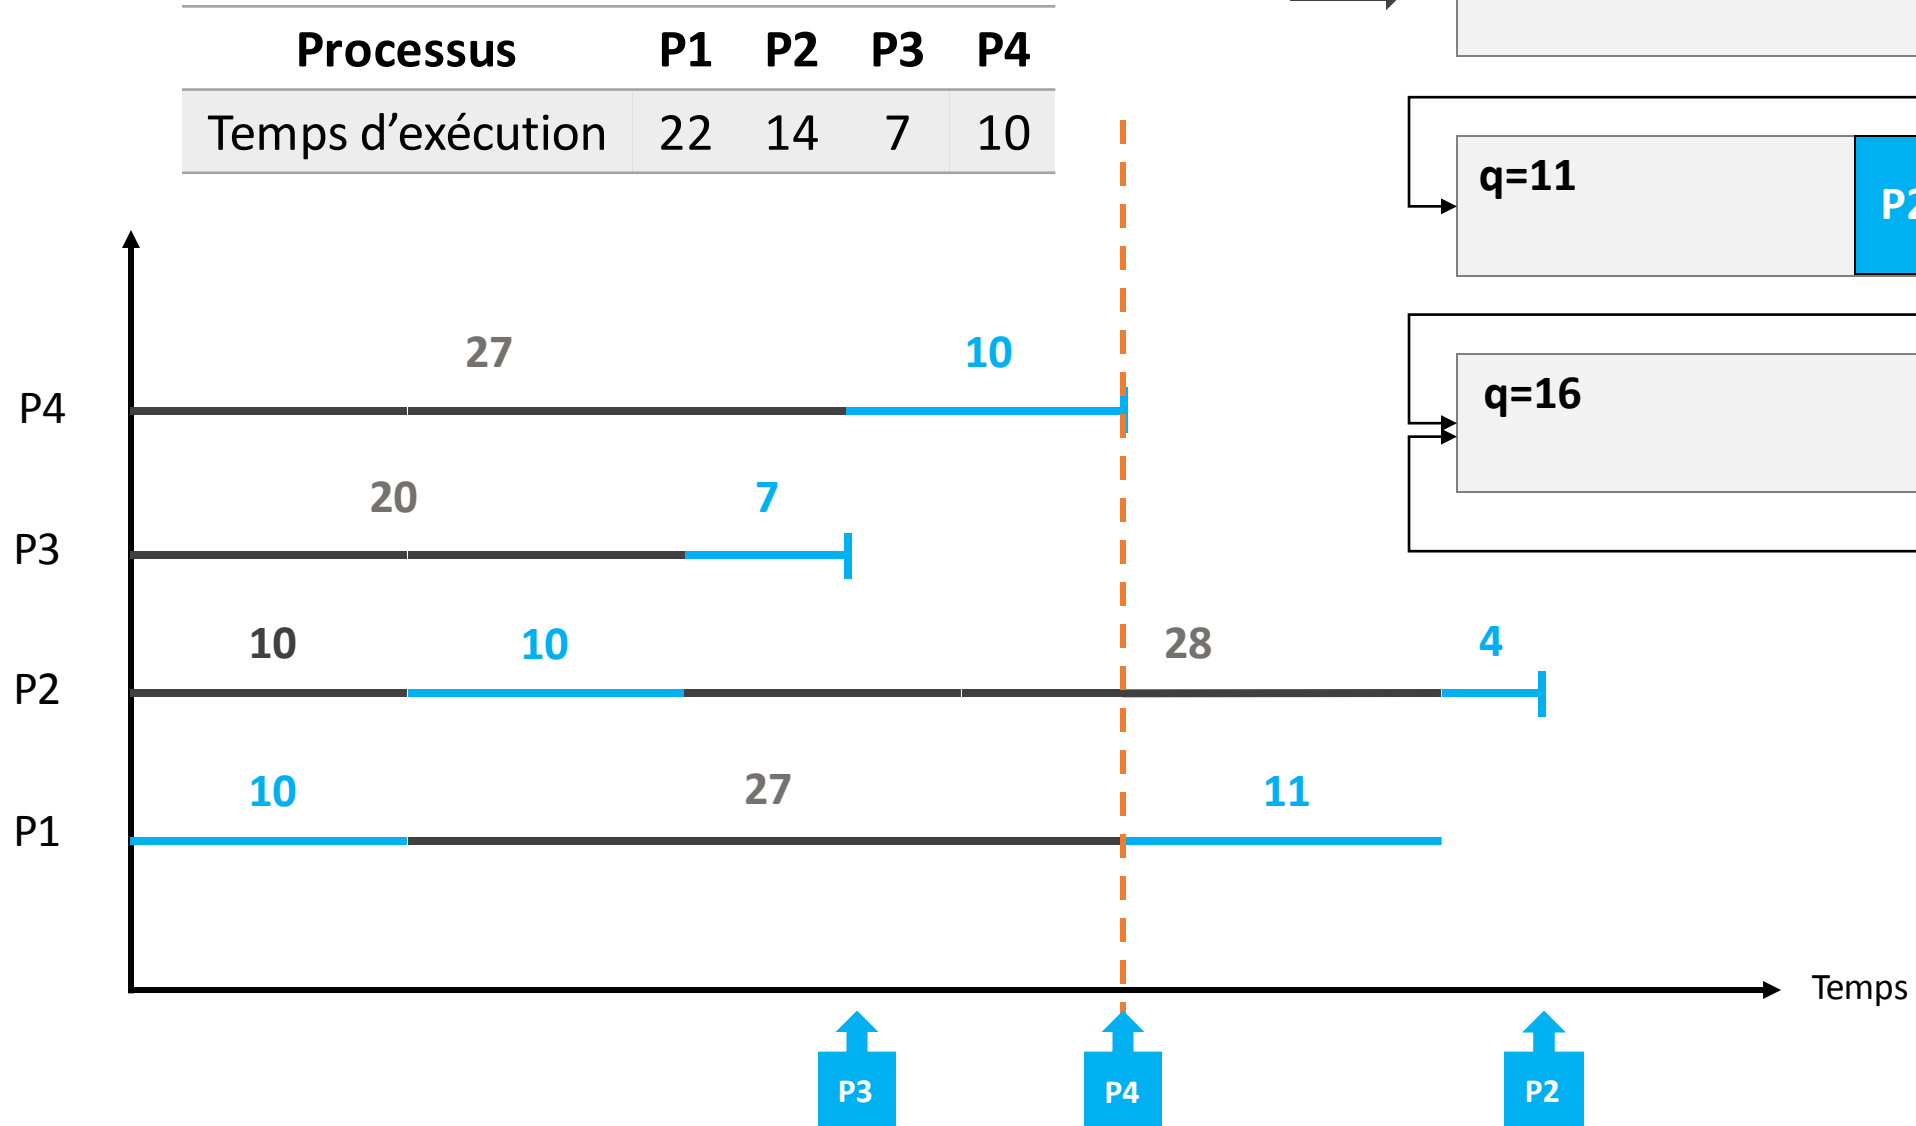 Processus P1 P2 P3 P4
Temps d'exécution 22 14 7 10
q=11
P2
q=16
27 10
P4
20 7
P3
10 10 28 4
P2
10 27 11
P1
Temps
P3 P4 P2